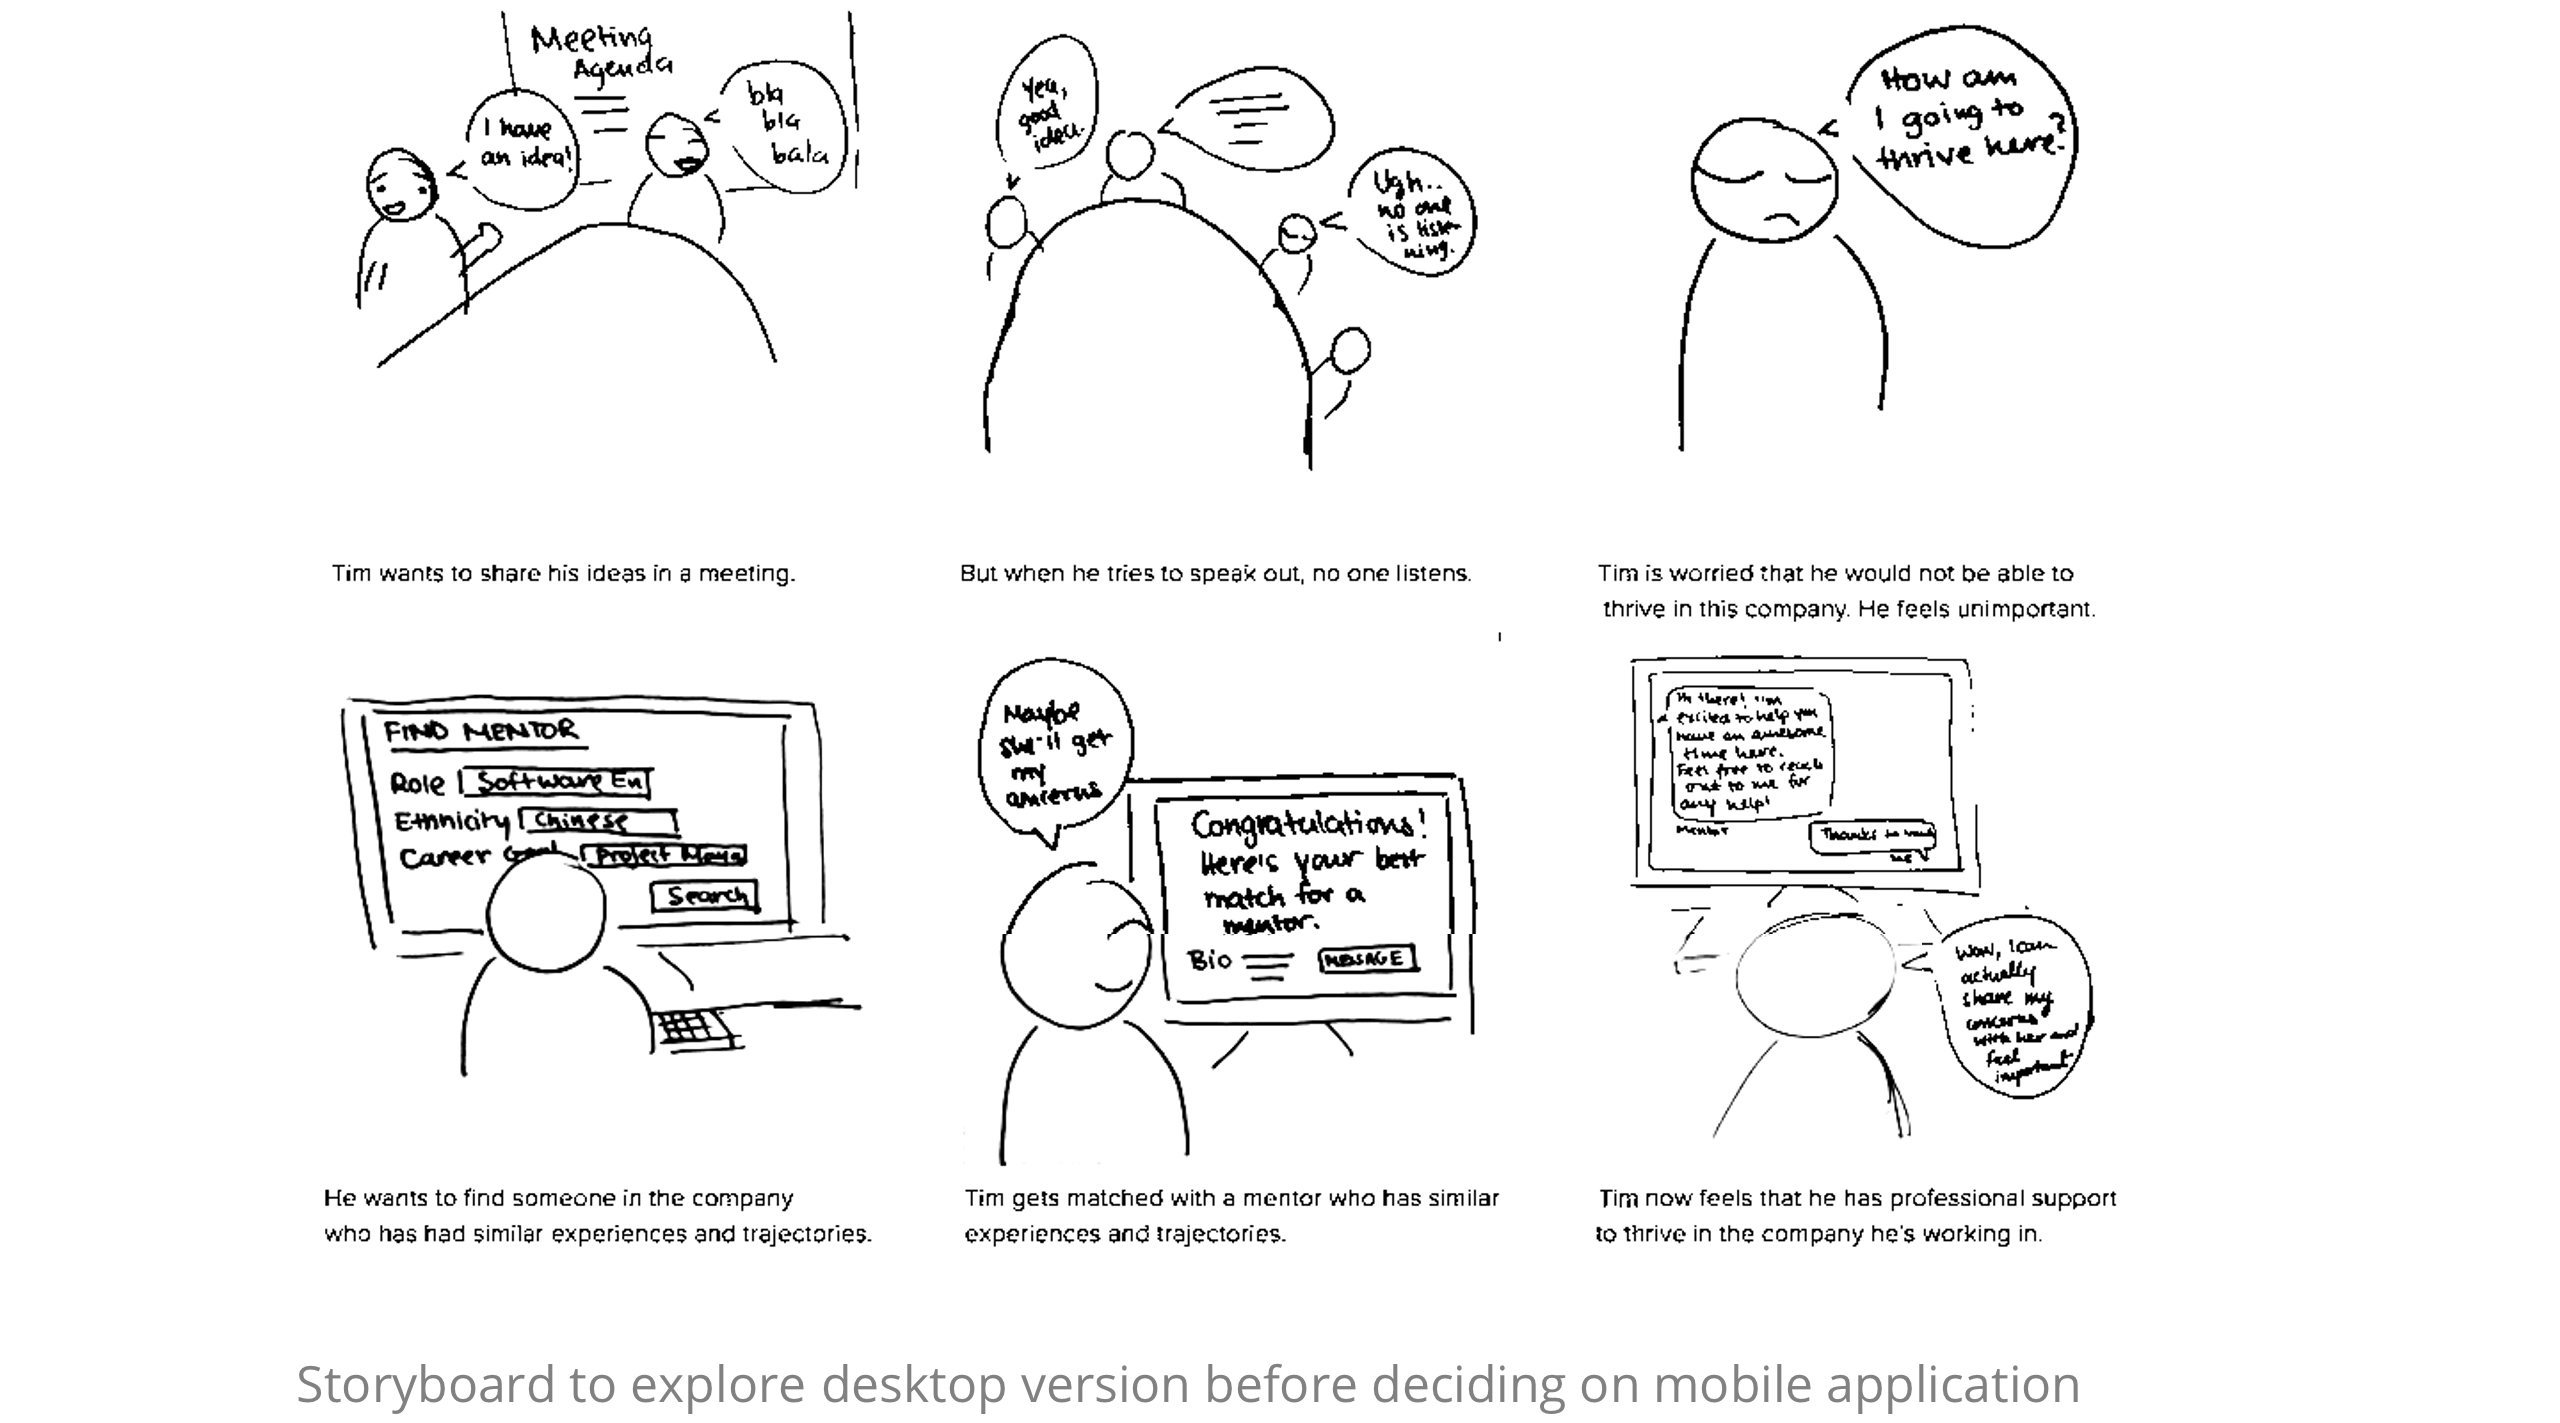 Meeting
Agenda
I have
an idea!
bla
bla
bala
Yea,
good
idea.
Ugh..
no one
is liste-
ning.
How am
I going to
thrive here?
Tim wants to share his ideas in a meeting.
But when he tries to speak out, no one listens.
Tim is worried that he would not be able to
thrive in this company. He feels unimportant.
FIND MENTOR
Role Software En
Ethnicity Chinese
Career Goal Project Mana
Search
Maybe
she'll get
my
concerns
Congratulations!
Here's your best
match for a
mentor.
Bio
MESSAGE
Hi there! I'm
excited to help you
have an awesome
time here.
Feel free to reach
out to me for
any help!
Mentor
Thanks so much
ME
Wow, I can
actually
share my
concerns
with her and
feel
important
He wants to find someone in the company
who has had similar experiences and trajectories.
Tim gets matched with a mentor who has similar
experiences and trajectories.
Tim now feels that he has professional support
to thrive in the company he's working in.
Storyboard to explore desktop version before deciding on mobile application